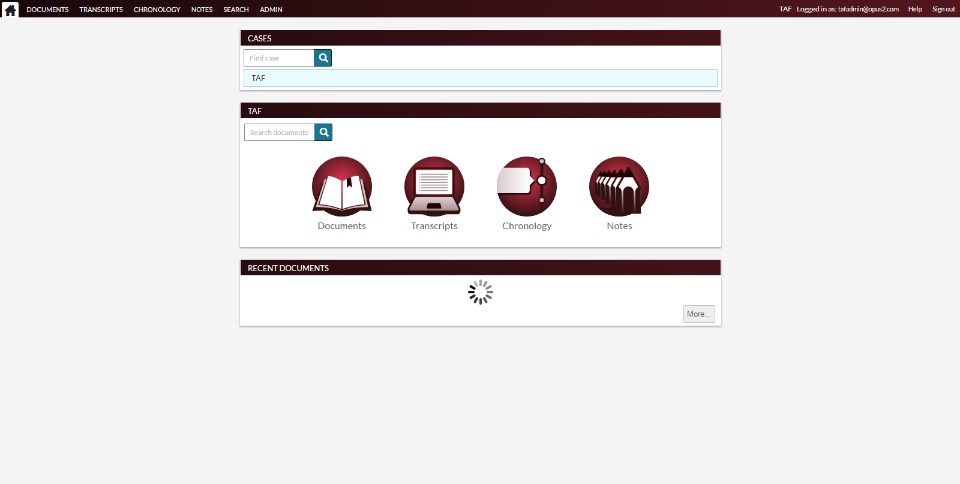 DOCUMENTS TRANSCRIPTS CHRONOLOGY NOTES SEARCH ADMIN TAF Logged in as: tafadmin@opus2.com Help Sign out
CASES
Find case
TAF
TAF
Search documents
Documents Transcripts Chronology Notes
RECENT DOCUMENTS
More...